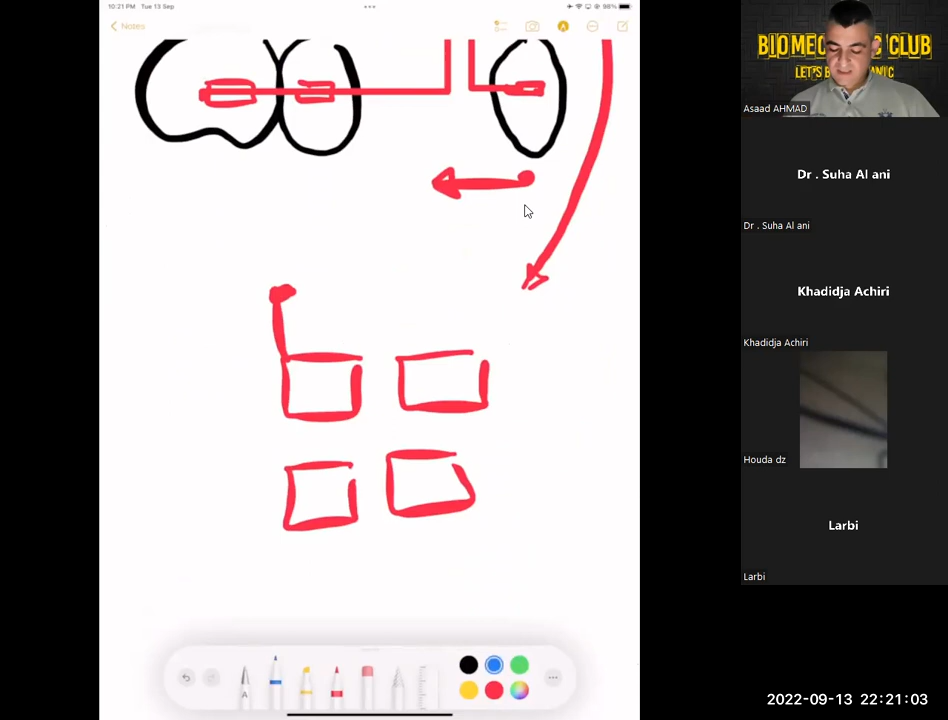 10:21 PM Tue 13 Sep
98%
Notes
BIOMEC CLUB
LET'S B ANIC
Asaad AHMAD
Dr . Suha Al ani
Dr . Suha Al ani
Khadidja Achiri
Khadidja Achiri
Houda dz
Larbi
Larbi
A
2022-09-13 22:21:03